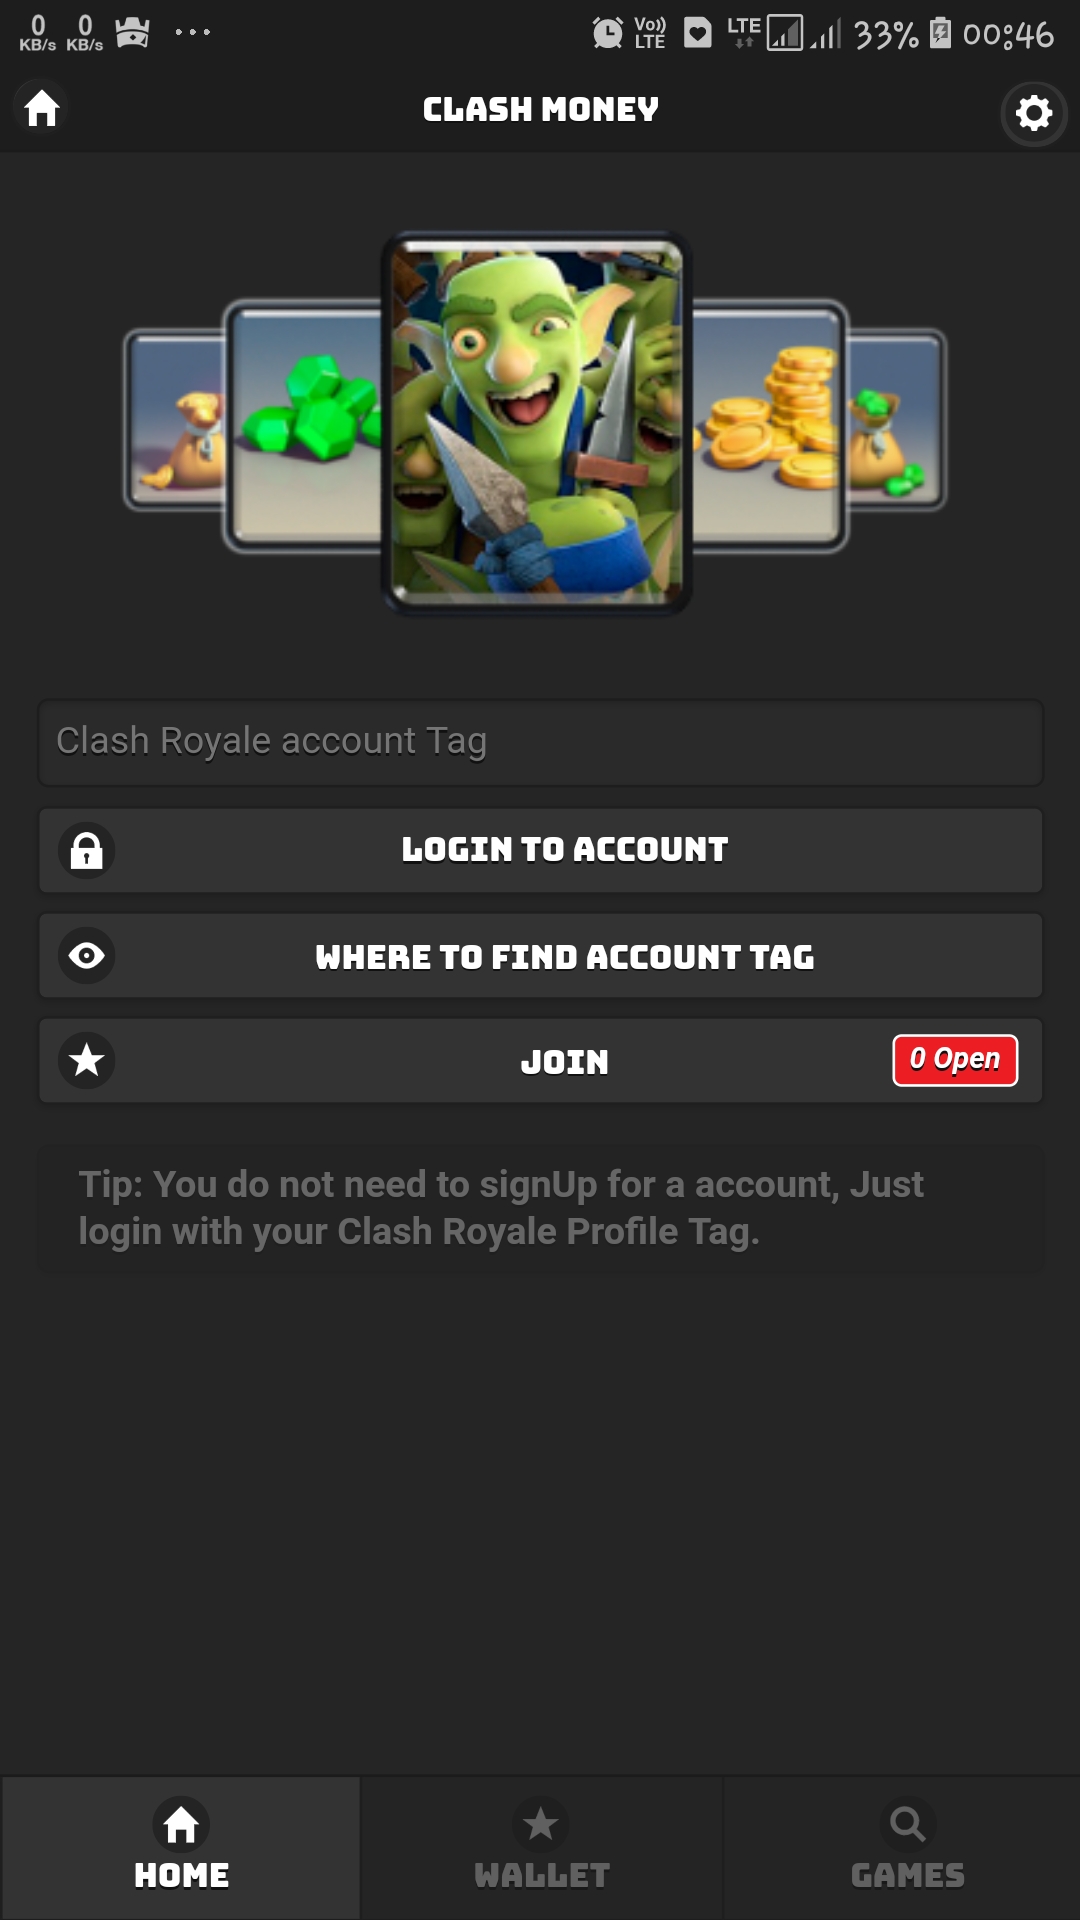 0 KB/s 0 KB/s Vo)) LTE LTE 33% 00:46
CLASH MONEY
Clash Royale account Tag
LOGIN TO ACCOUNT
WHERE TO FIND ACCOUNT TAG
JOIN
0 Open
Tip: You do not need to signUp for a account, Just
login with your Clash Royale Profile Tag.
HOME
WALLET
GAMES